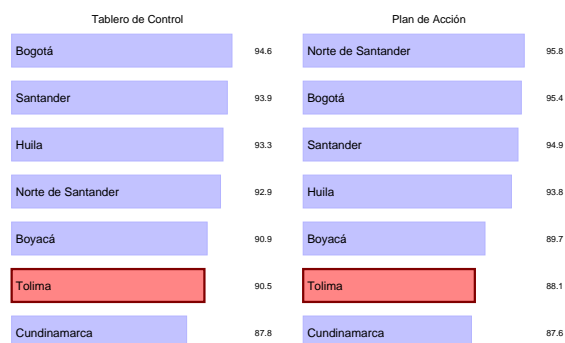 Tablero de Control
Bogotá 94.6
Santander 93.9
Huila 93.3
Norte de Santander 92.9
Boyacá 90.9
Tolima 90.5
Cundinamarca 87.8
Plan de Acción
Norte de Santander 95.8
Bogotá 95.4
Santander 94.9
Huila 93.8
Boyacá 89.7
Tolima 88.1
Cundinamarca 87.6